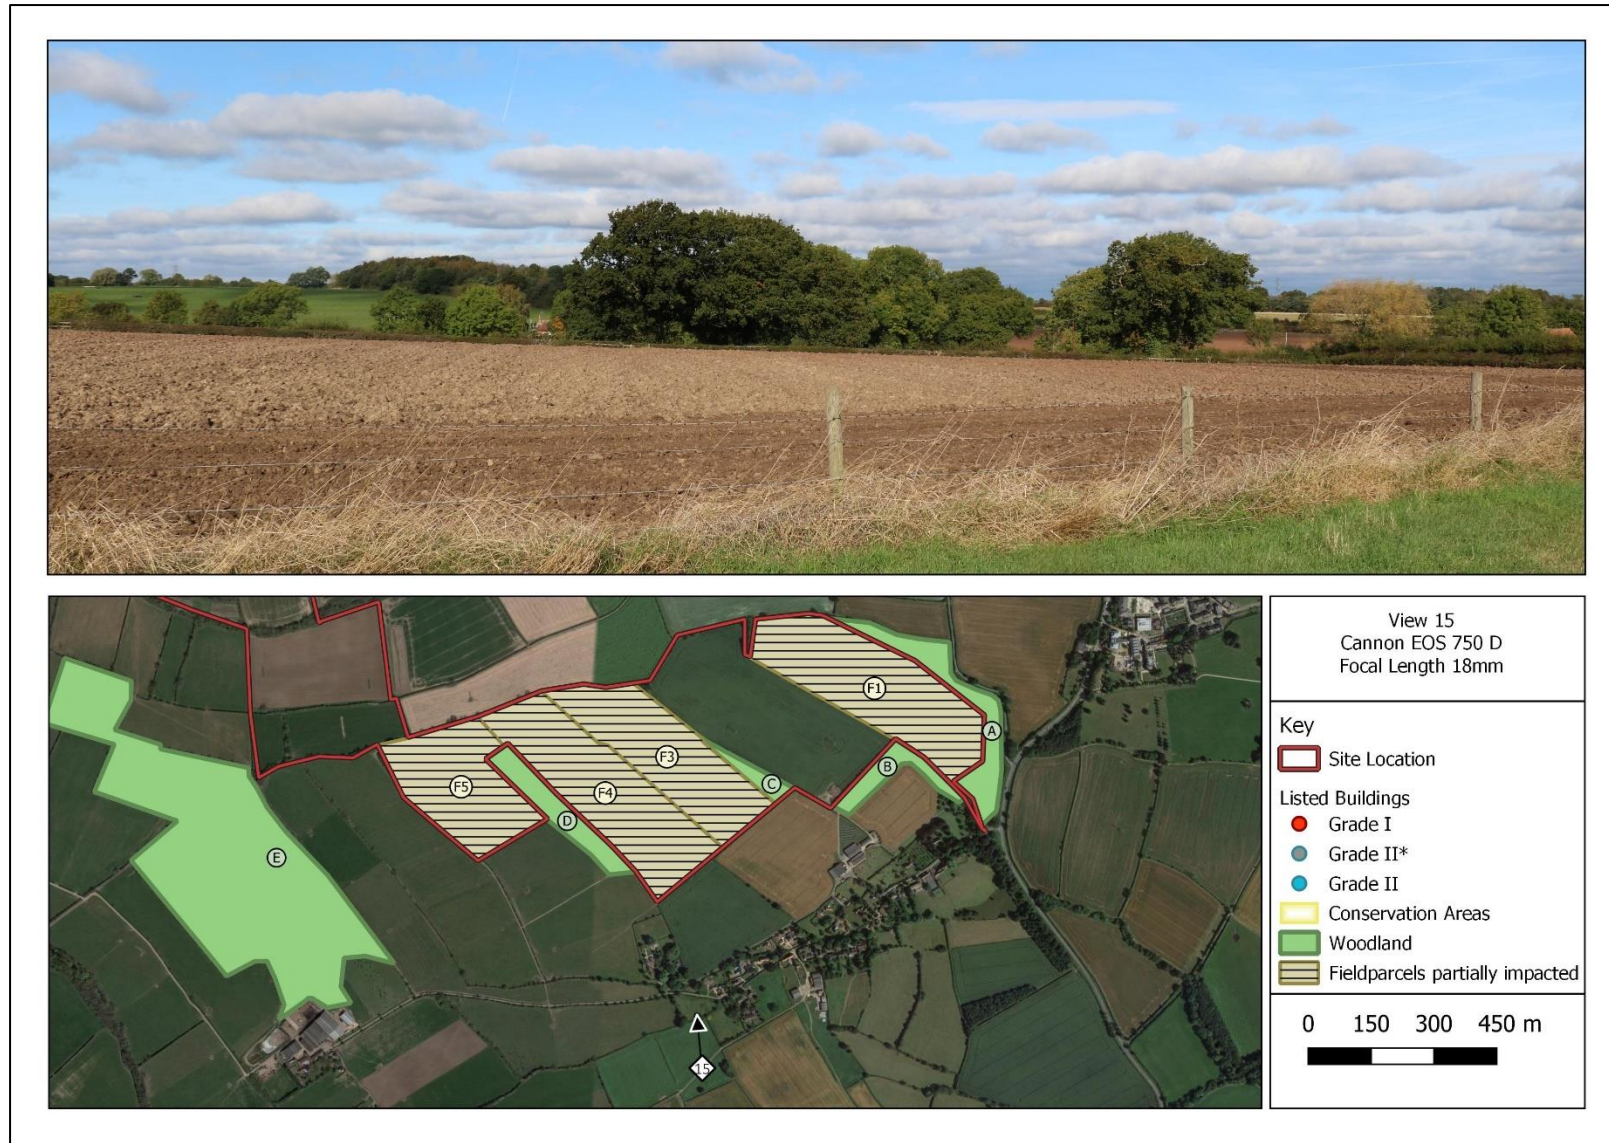 F1
A
F3
B
C
F5
F4
D
E
15
View 15
Cannon EOS 750 D
Focal Length 18mm
Key
Site Location
Listed Buildings
Grade I
Grade II*
Grade II
Conservation Areas
Woodland
Fieldparcels partially impacted
0 150 300 450 m